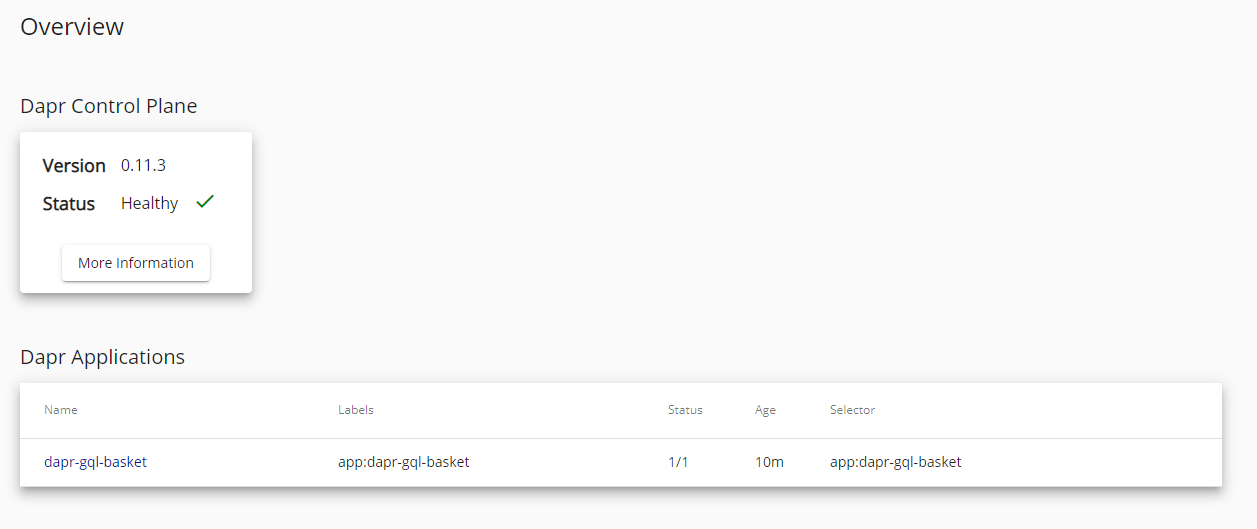 Overview
Dapr Control Plane
Version 0.11.3
Status Healthy
More Information
Dapr Applications
Name Labels Status Age Selector
dapr-gql-basket app:dapr-gql-basket 1/1 10m app:dapr-gql-basket